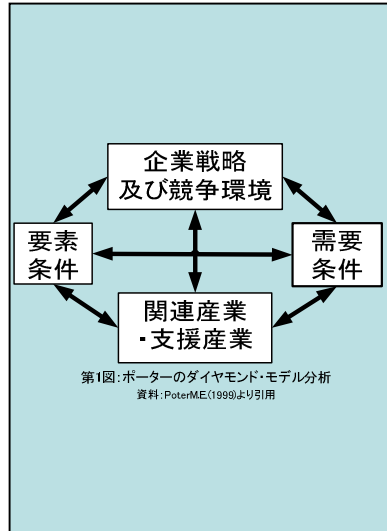 企業戦略
及び競争環境
要素
条件
需要
条件
関連産業
・支援産業
第1図:ポーターのダイヤモンド・モデル分析
資料:PoterM.E.(1999)より引用